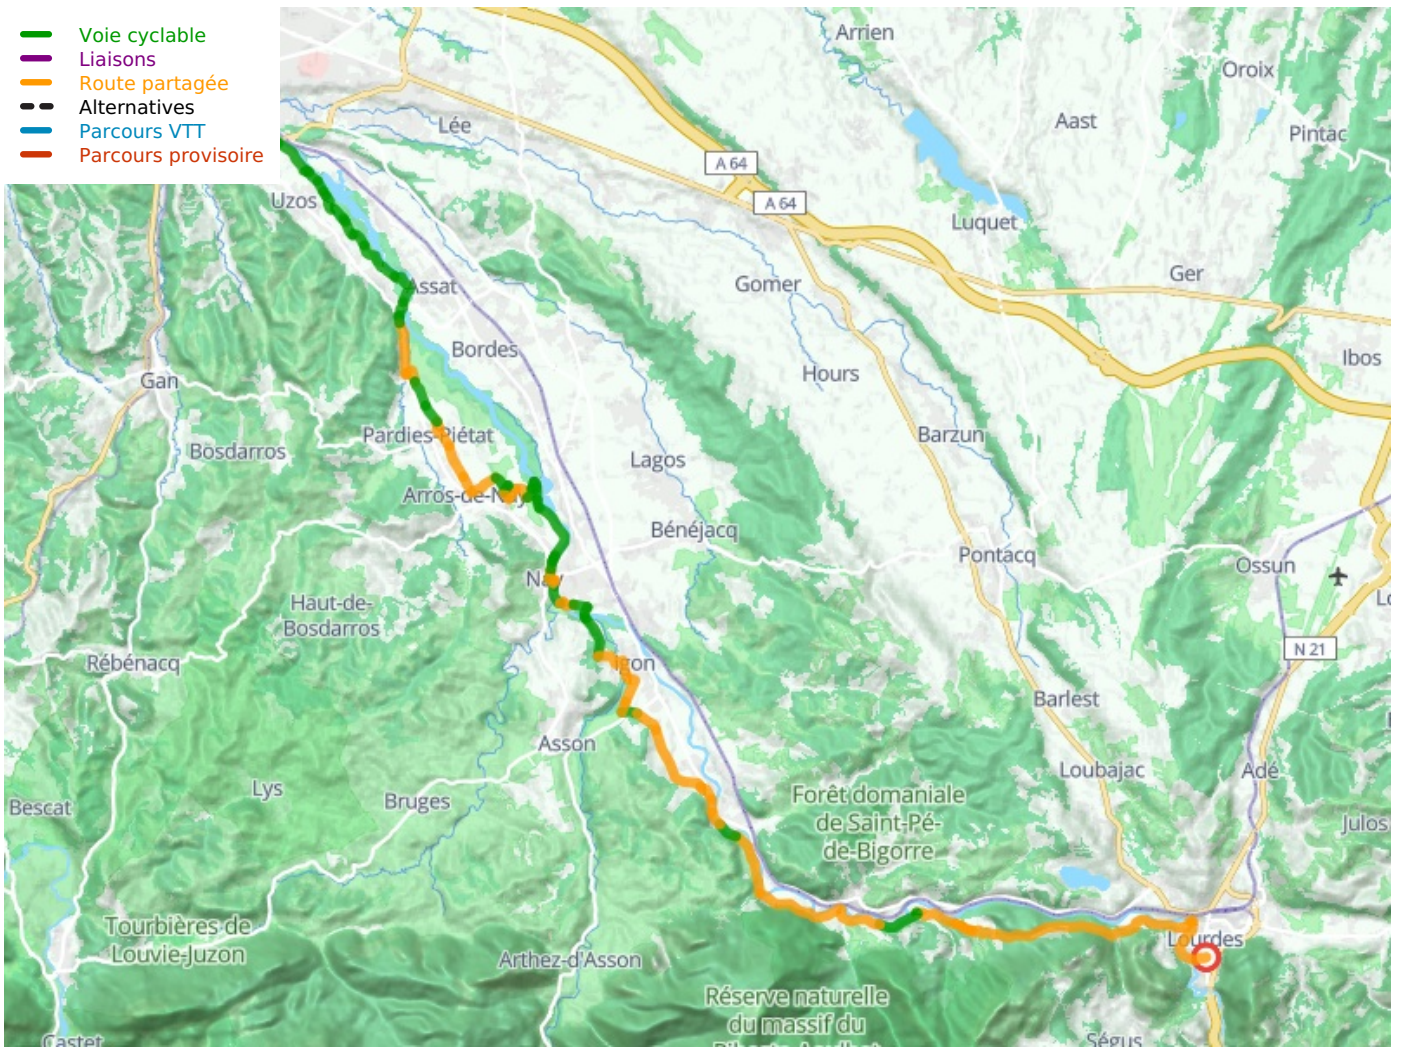 Voie cyclable
Liaisons
Route partagée
Alternatives
Parcours VTT
Parcours provisoire
Arrien
Oroix
Lée
Aast
Pintac
A 64
A 64
Uzos
Luquet
Assat
Gomer
Ger
Bordes
Ibos
Gan
Hours
Pardies-Piétat
Barzun
Bosdarros
Lagos
Arros-de-Nay
Bénéjacq
Pontacq
Ossun
Nay
Haut-de-
Bosdarros
N 21
Rébénacq
Igon
Barlest
Asson
Loubajac
Adé
Lys
Bescat
Bruges
Forêt domaniale
de Saint-Pé-
de-Bigorre
Julos
Tourbières de
Louvie-Juzon
Lourdes
Arthez-d'Asson
Réserve naturelle
du massif du
Castet
Ségus